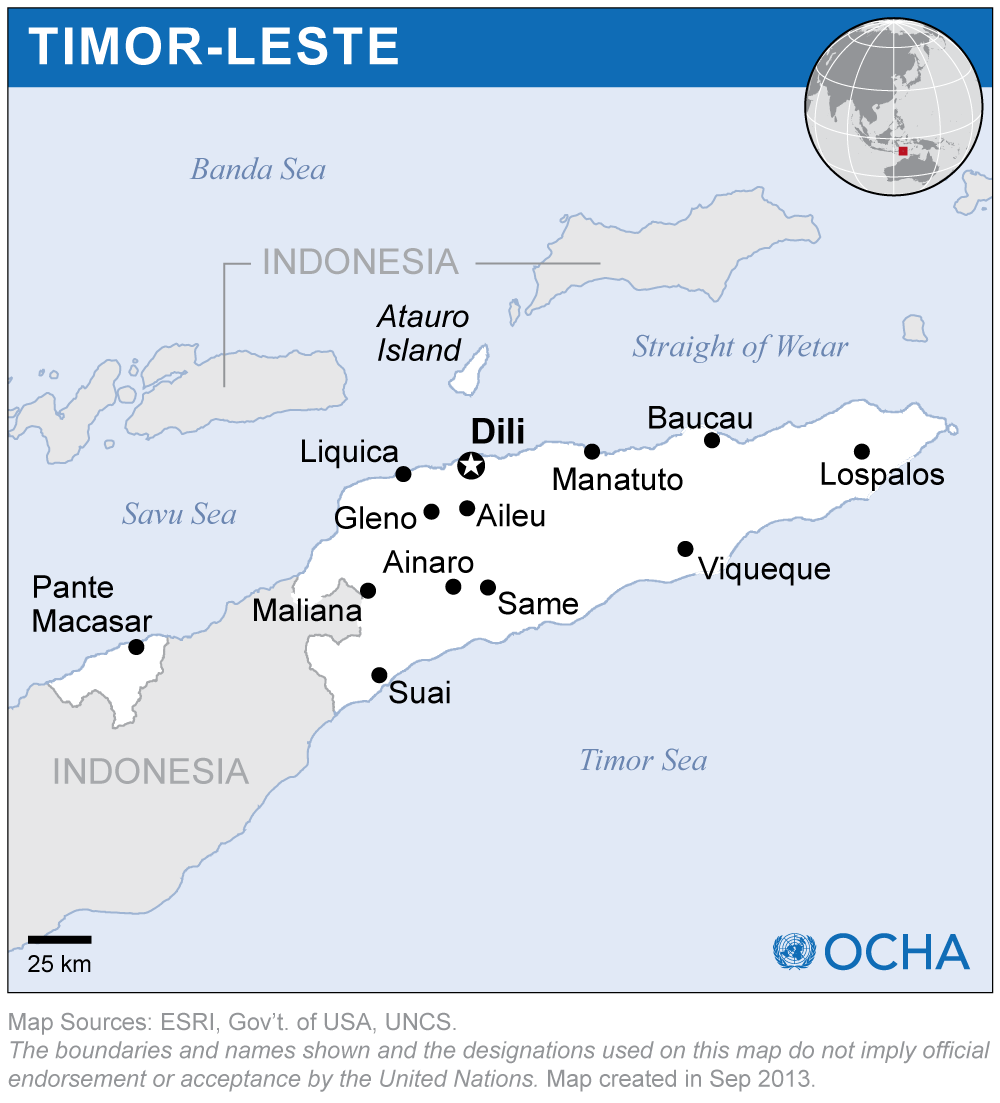 TIMOR-LESTE
Banda Sea
INDONESIA
Atauro
Island
Straight of Wetar
Baucau
Dili
Liquica
Manatuto
Lospalos
Savu Sea
Gleno
Aileu
Ainaro
Viqueque
Pante
Macasar
Maliana
Same
Suai
INDONESIA
Timor Sea
25 km
OCHA
Map Sources: ESRI, Gov’t. of USA, UNCS.
The boundaries and names shown and the designations used on this map do not imply official
endorsement or acceptance by the United Nations. Map created in Sep 2013.